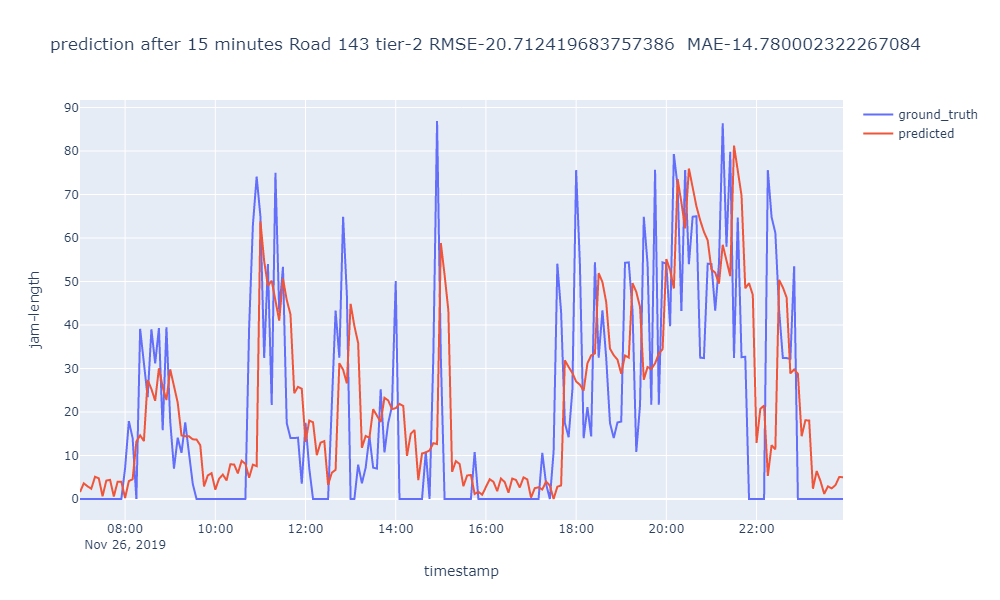 prediction after 15 minutes Road 143 tier-2 RMSE-20.712419683757386  MAE-14.780002322267084
ground_truth
predicted
90
80
70
60
50
40
30
20
10
0
jam-length
08:00 10:00 12:00 14:00 16:00 18:00 20:00 22:00
Nov 26, 2019
timestamp